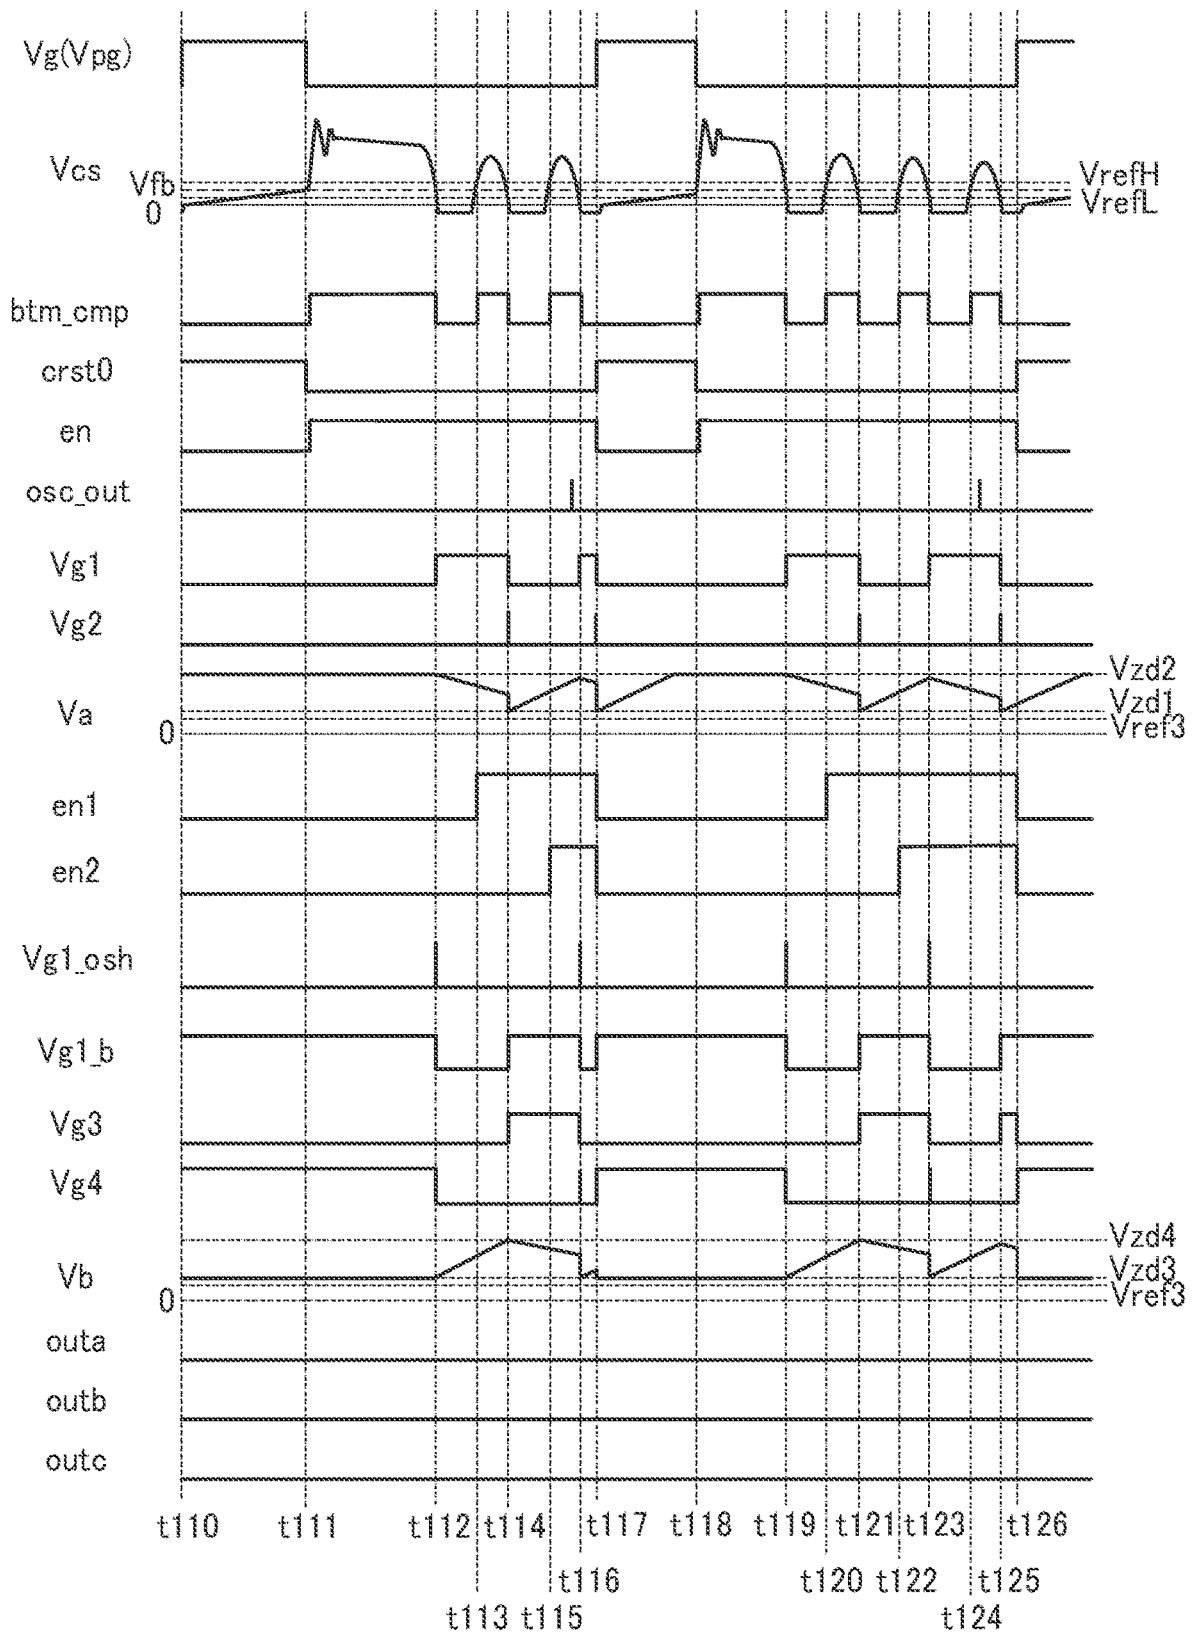 Vg(Vpg)
Vcs
Vfb
0
VrefH
VrefL
btm_cmp
crst0
en
osc_out
Vg1
Vg2
Va
0
Vzd2
Vzd1
Vref3
en1
en2
Vg1_osh
Vg1_b
Vg3
Vg4
Vb
0
Vzd4
Vzd3
Vref3
outa
outb
outc
t110 t111 t112 t114 t117 t118 t119 t121 t123 t126
t116 t120 t122 t125
t113 t115 t124